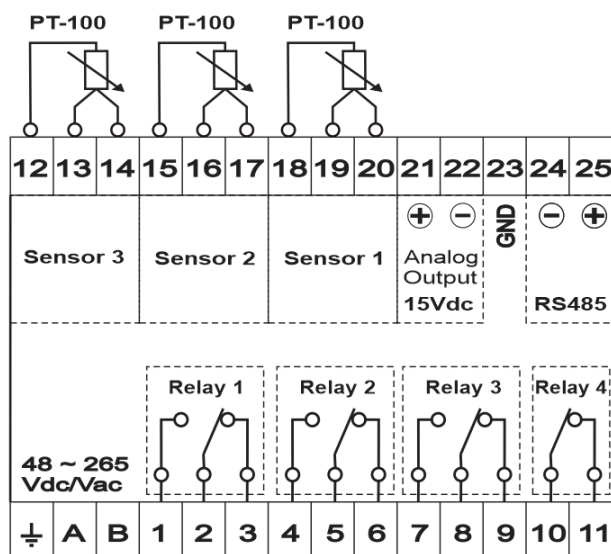 PT-100 PT-100 PT-100
12 13 14 15 16 17 18 19 20 21 22 23 24 25
Sensor 3
Sensor 2
Sensor 1
+ −
Analog
Output
15Vdc
GND
− +
RS485
Relay 1
Relay 2
Relay 3
Relay 4
48 ~ 265
Vdc/Vac
⏚ A B 1 2 3 4 5 6 7 8 9 10 11